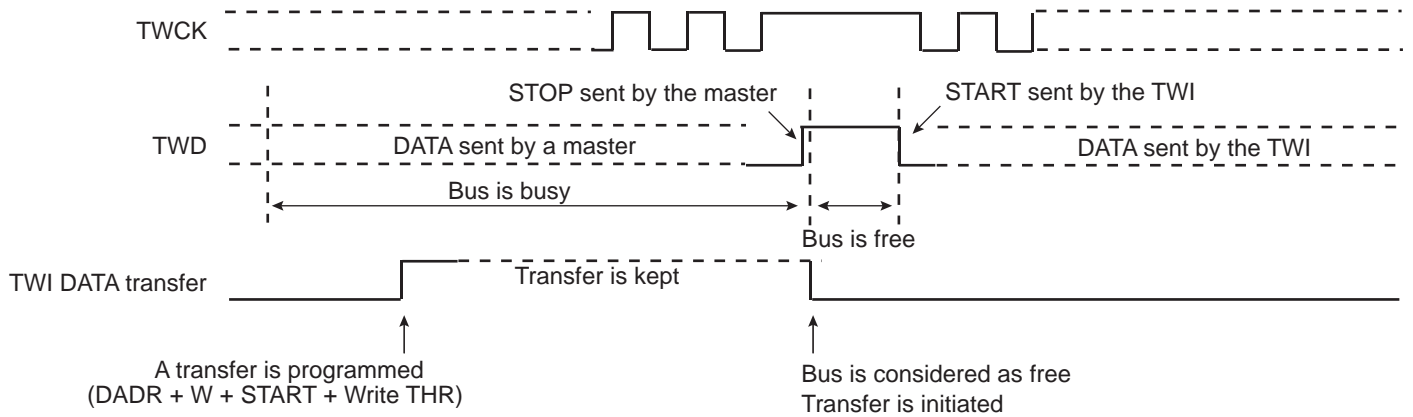 TWCK
STOP sent by the master
START sent by the TWI
TWD
DATA sent by a master
DATA sent by the TWI
Bus is busy
Bus is free
TWI DATA transfer
Transfer is kept
A transfer is programmed
(DADR + W + START + Write THR)
Bus is considered as free
Transfer is initiated